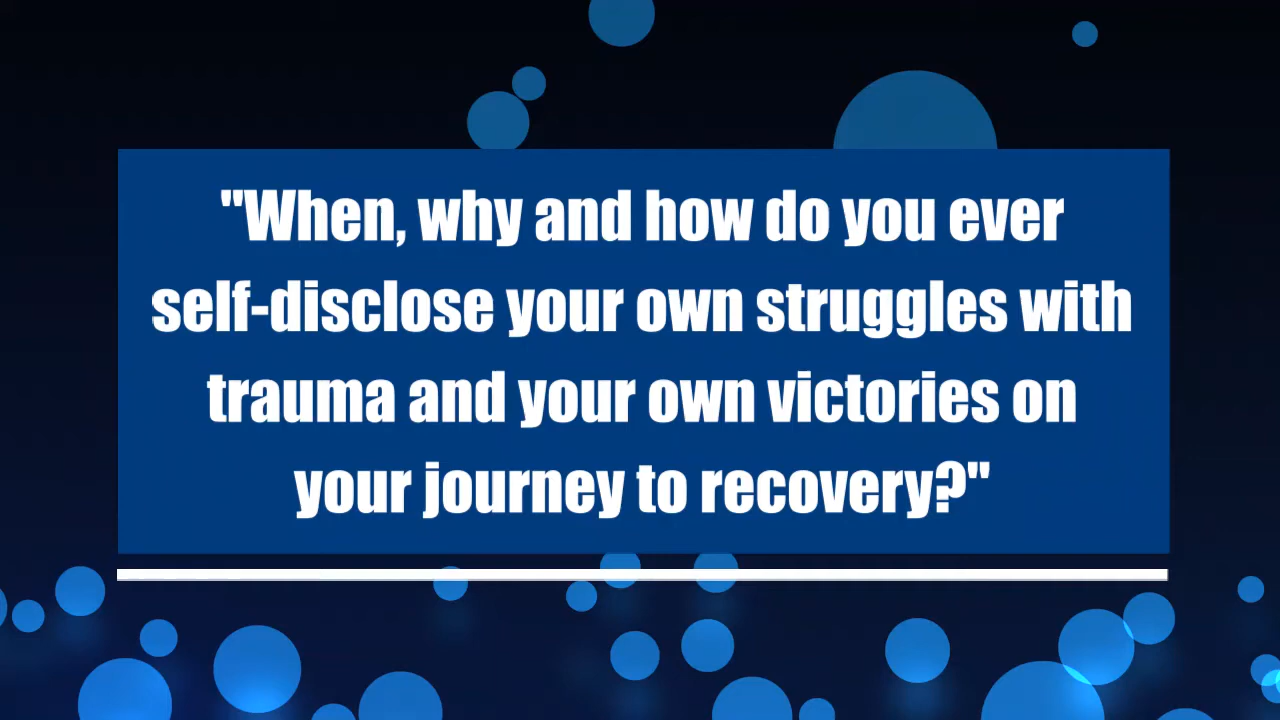 "When, why and how do you ever
self-disclose your own struggles with
trauma and your own victories on
your journey to recovery?"